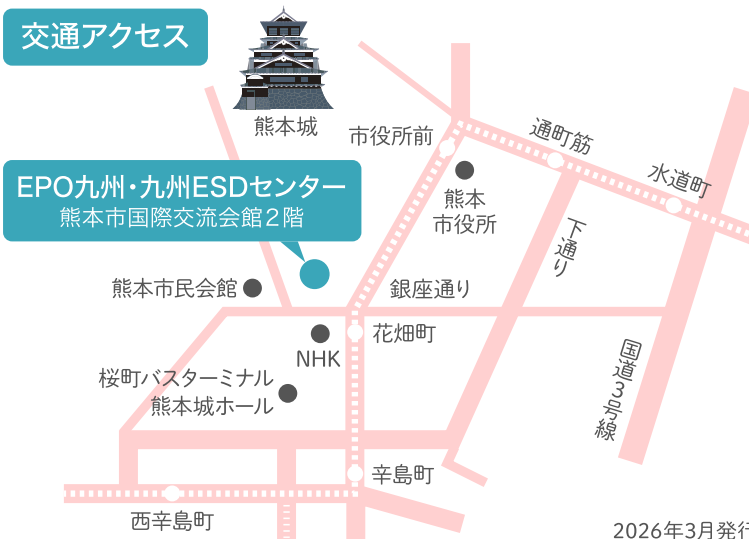 交通アクセス
熊本城
市役所前
通町筋
水道町
EPO九州・九州ESDセンター
熊本市国際交流会館2階
熊本
市役所
下通り
熊本市民会館
銀座通り
花畑町
NHK
国道3号線
桜町バスターミナル
熊本城ホール
辛島町
西辛島町
2026年3月発行